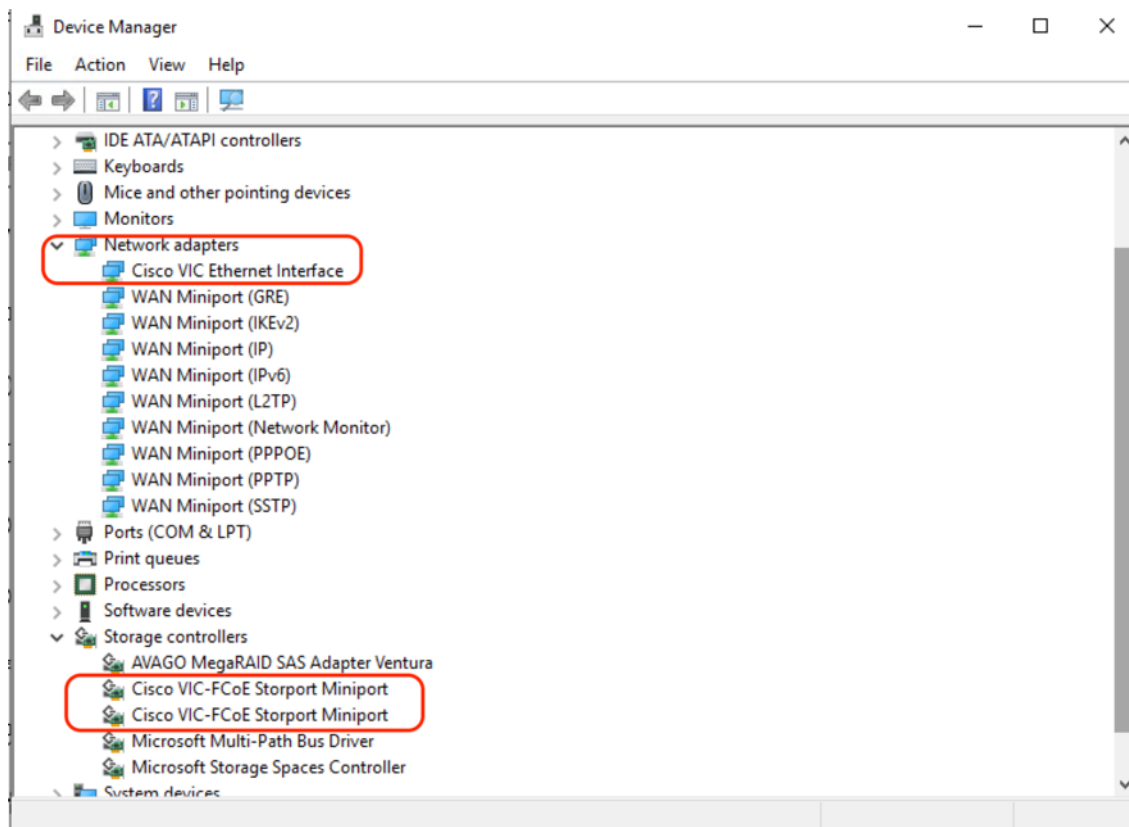 Device Manager
File Action View Help
IDE ATA/ATAPI controllers
Keyboards
Mice and other pointing devices
Monitors
Network adapters
Cisco VIC Ethernet Interface
WAN Miniport (GRE)
WAN Miniport (IKEv2)
WAN Miniport (IP)
WAN Miniport (IPv6)
WAN Miniport (L2TP)
WAN Miniport (Network Monitor)
WAN Miniport (PPPOE)
WAN Miniport (PPTP)
WAN Miniport (SSTP)
Ports (COM & LPT)
Print queues
Processors
Software devices
Storage controllers
AVAGO MegaRAID SAS Adapter Ventura
Cisco VIC-FCoE Storport Miniport
Cisco VIC-FCoE Storport Miniport
Microsoft Multi-Path Bus Driver
Microsoft Storage Spaces Controller
System devices